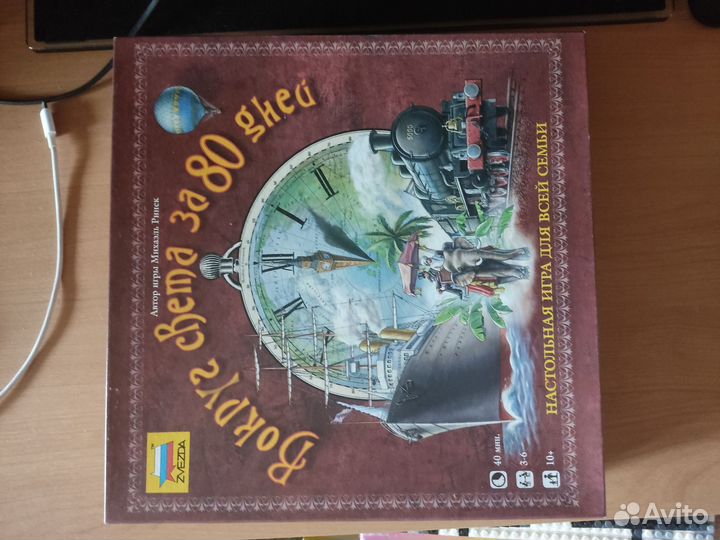 Автор игры Михаэль Ринек
Вокруг света за 80 дней
НАСТОЛЬНАЯ ИГРА ДЛЯ ВСЕЙ СЕМЬИ
ZVEZDA
40 мин.
3-6
10+
Avito